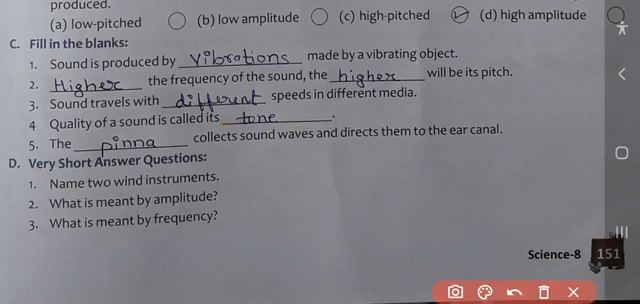 produced.
(a) low-pitched (b) low amplitude (c) high-pitched (d) high amplitude
C. Fill in the blanks:
1. Sound is produced by vibrations made by a vibrating object.
2. Higher the frequency of the sound, the higher will be its pitch.
3. Sound travels with different speeds in different media.
4 Quality of a sound is called its tone.
5. The pinna collects sound waves and directs them to the ear canal.
D. Very Short Answer Questions:
1. Name two wind instruments.
2. What is meant by amplitude?
3. What is meant by frequency?
Science-8 151